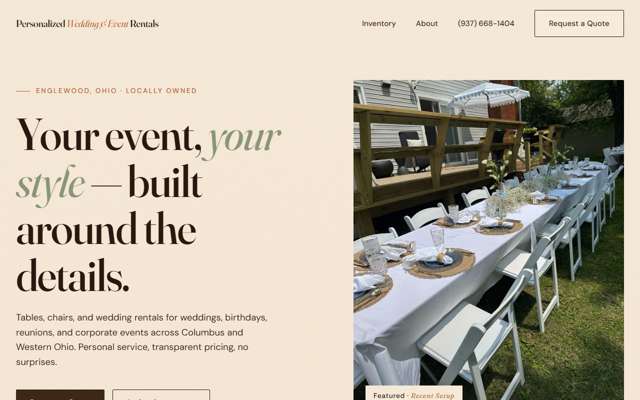 Personalized Wedding & Event Rentals
Inventory
About
(937) 668-1404
Request a Quote
ENGLEWOOD, OHIO · LOCALLY OWNED
Your event, your
style — built
around the
details.
Tables, chairs, and wedding rentals for weddings, birthdays,
reunions, and corporate events across Columbus and
Western Ohio. Personal service, transparent pricing, no
surprises.
Featured · Recent Setup